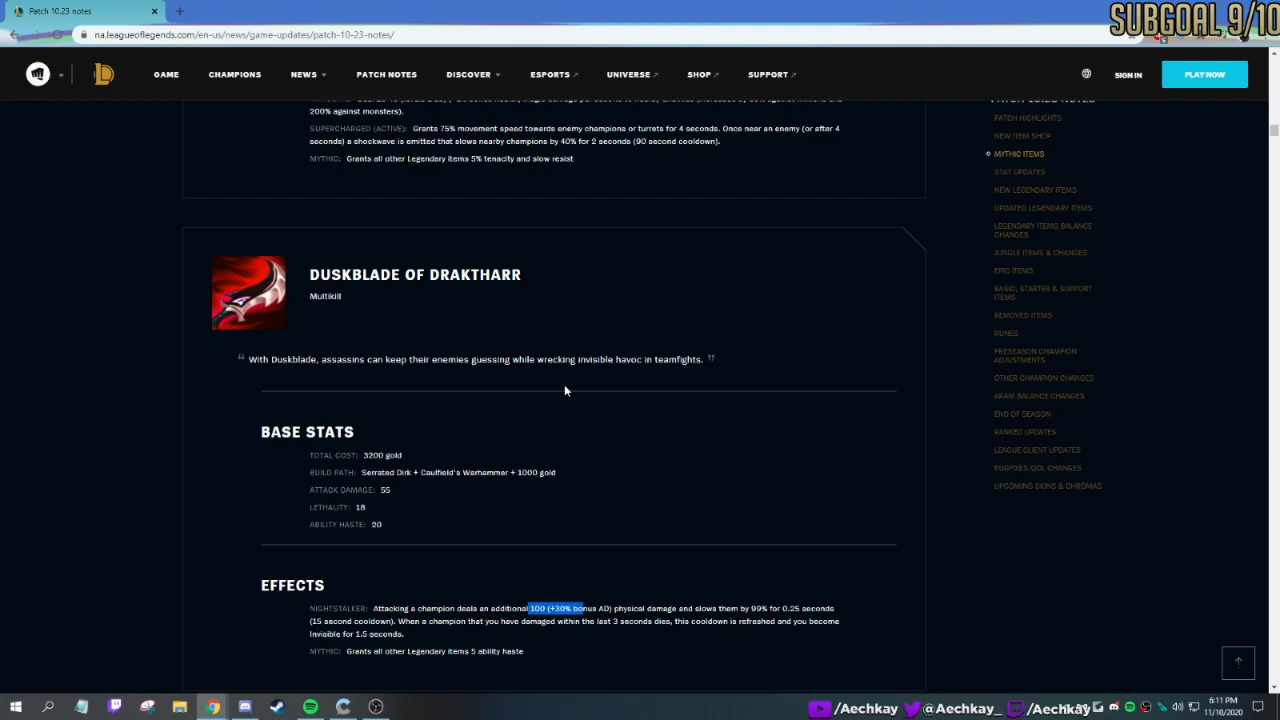 Patch 10.23 notes
SUBGOAL 9/10
na.leagueoflegends.com/en-us/news/game-updates/patch-10-23-notes/
GAME
CHAMPIONS
NEWS
PATCH NOTES
DISCOVER
ESPORTS
UNIVERSE
SHOP
SUPPORT
SIGN IN
PLAY NOW
200% against monsters).
SUPERCHARGED (ACTIVE): Grants 75% movement speed towards enemy champions or turrets for 4 seconds. Once near an enemy (or after 4
seconds) a shockwave is emitted that slows nearby champions by 40% for 2 seconds (90 second cooldown).
MYTHIC: Grants all other Legendary items 5% tenacity and slow resist
DUSKBLADE OF DRAKTHARR
Multikill
“ With Duskblade, assassins can keep their enemies guessing while wrecking invisible havoc in teamfights. ”
BASE STATS
TOTAL COST: 3200 gold
BUILD PATH: Serrated Dirk + Caulfield's Warhammer + 1000 gold
ATTACK DAMAGE: 55
LETHALITY: 18
ABILITY HASTE: 20
EFFECTS
NIGHTSTALKER: Attacking a champion deals an additional 100 (+30% bonus AD) physical damage and slows them by 99% for 0.25 seconds
(15 second cooldown). When a champion that you have damaged within the last 3 seconds dies, this cooldown is refreshed and you become
Invisible for 1.5 seconds.
MYTHIC: Grants all other Legendary items 5 ability haste
PATCH 10.23 NOTES
PATCH HIGHLIGHTS
NEW ITEM SHOP
MYTHIC ITEMS
STAT UPDATES
NEW LEGENDARY ITEMS
UPDATED LEGENDARY ITEMS
LEGENDARY ITEMS BALANCE
CHANGES
JUNGLE ITEMS & CHANGES
EPIC ITEMS
BASIC, STARTER & SUPPORT
ITEMS
REMOVED ITEMS
RUNES
PRESEASON CHAMPION
ADJUSTMENTS
OTHER CHAMPION CHANGES
ARAM BALANCE CHANGES
END OF SEASON
RANKED UPDATES
LEAGUE CLIENT UPDATES
BUGFIXES/QOL CHANGES
UPCOMING SKINS & CHROMAS
/Aechkay
@Aechkay_
/Aechkay
6:11 PM
11/10/2020